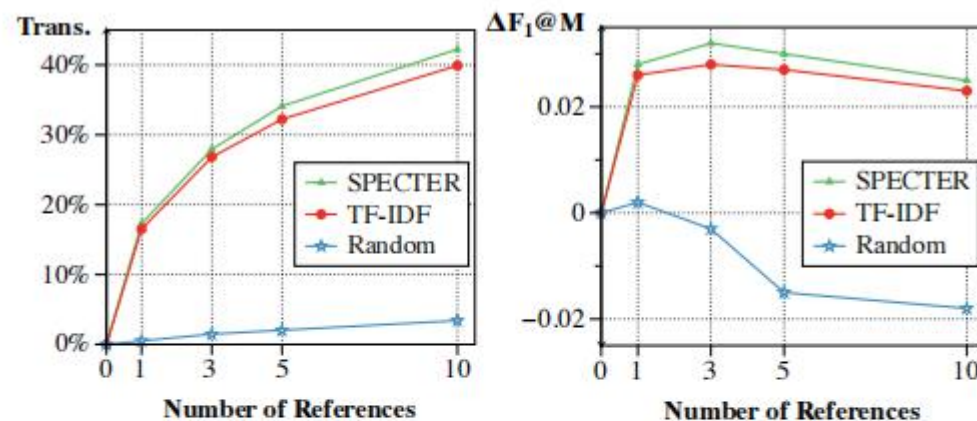 Trans.
40%
30%
20%
10%
0%
SPECTER
TF-IDF
Random
0 1 3 5 10
Number of References
ΔF₁@M
0.02
0
−0.02
SPECTER
TF-IDF
Random
0 1 3 5 10
Number of References